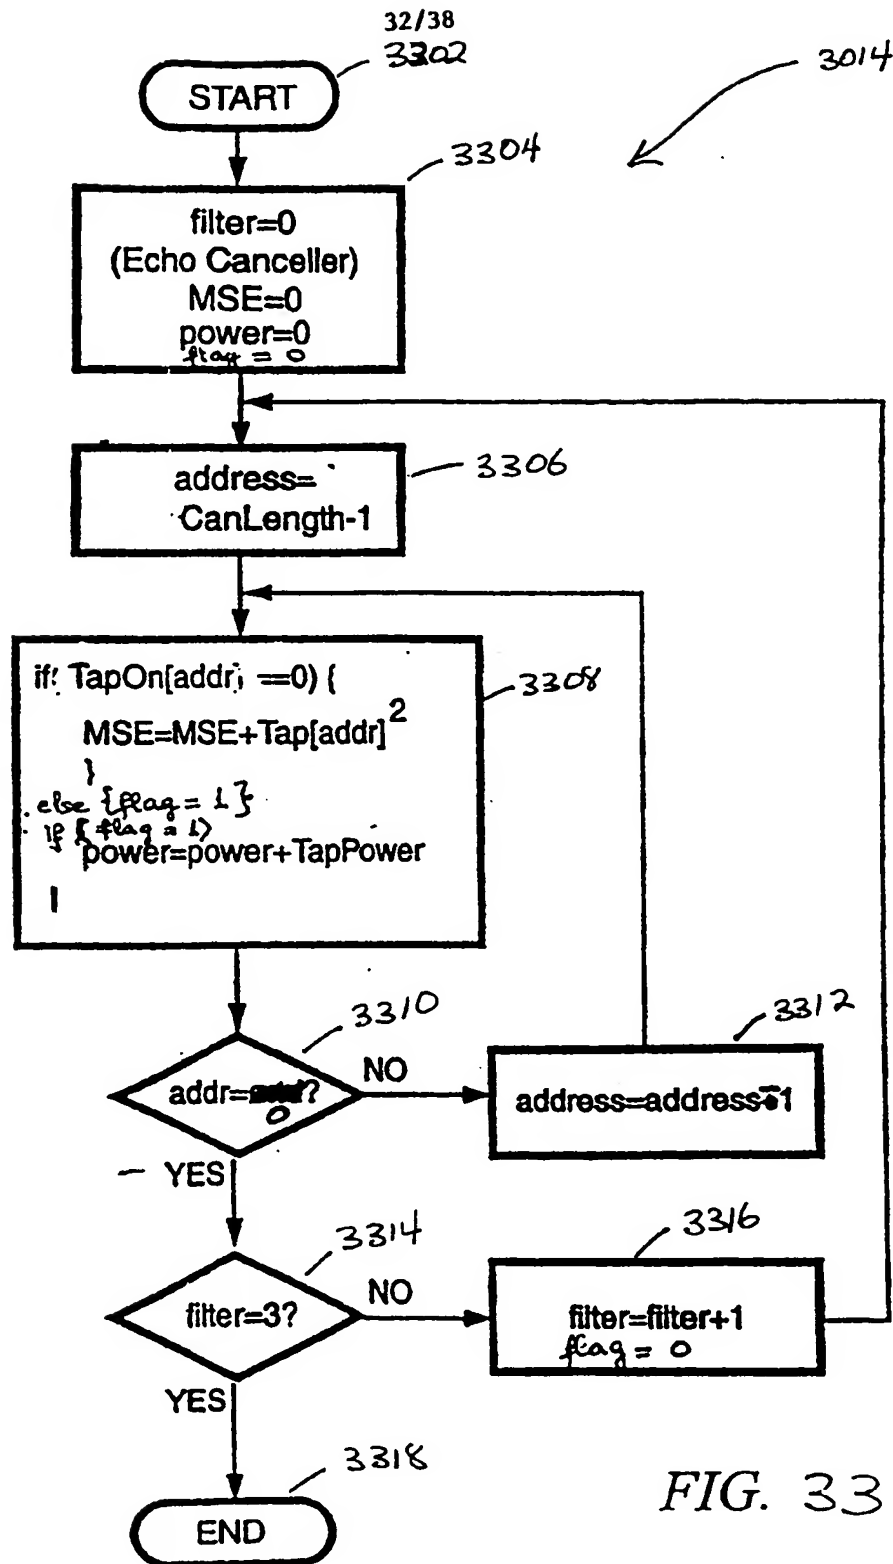 32/38
3302
3014
START
3304
filter=0
(Echo Canceller)
MSE=0
power=0
flag = 0
3306
address=
CanLength-1
3308
if TapOn[addr] ==0) {
MSE=MSE+Tap[addr]2
}
else {flag = 1}
if { flag = 1)
power=power+TapPower
3310
addr= ?
0
NO
3312
address=address-1
YES
3314
filter=3?
NO
3316
filter=filter+1
flag = 0
YES
3318
END
FIG. 33